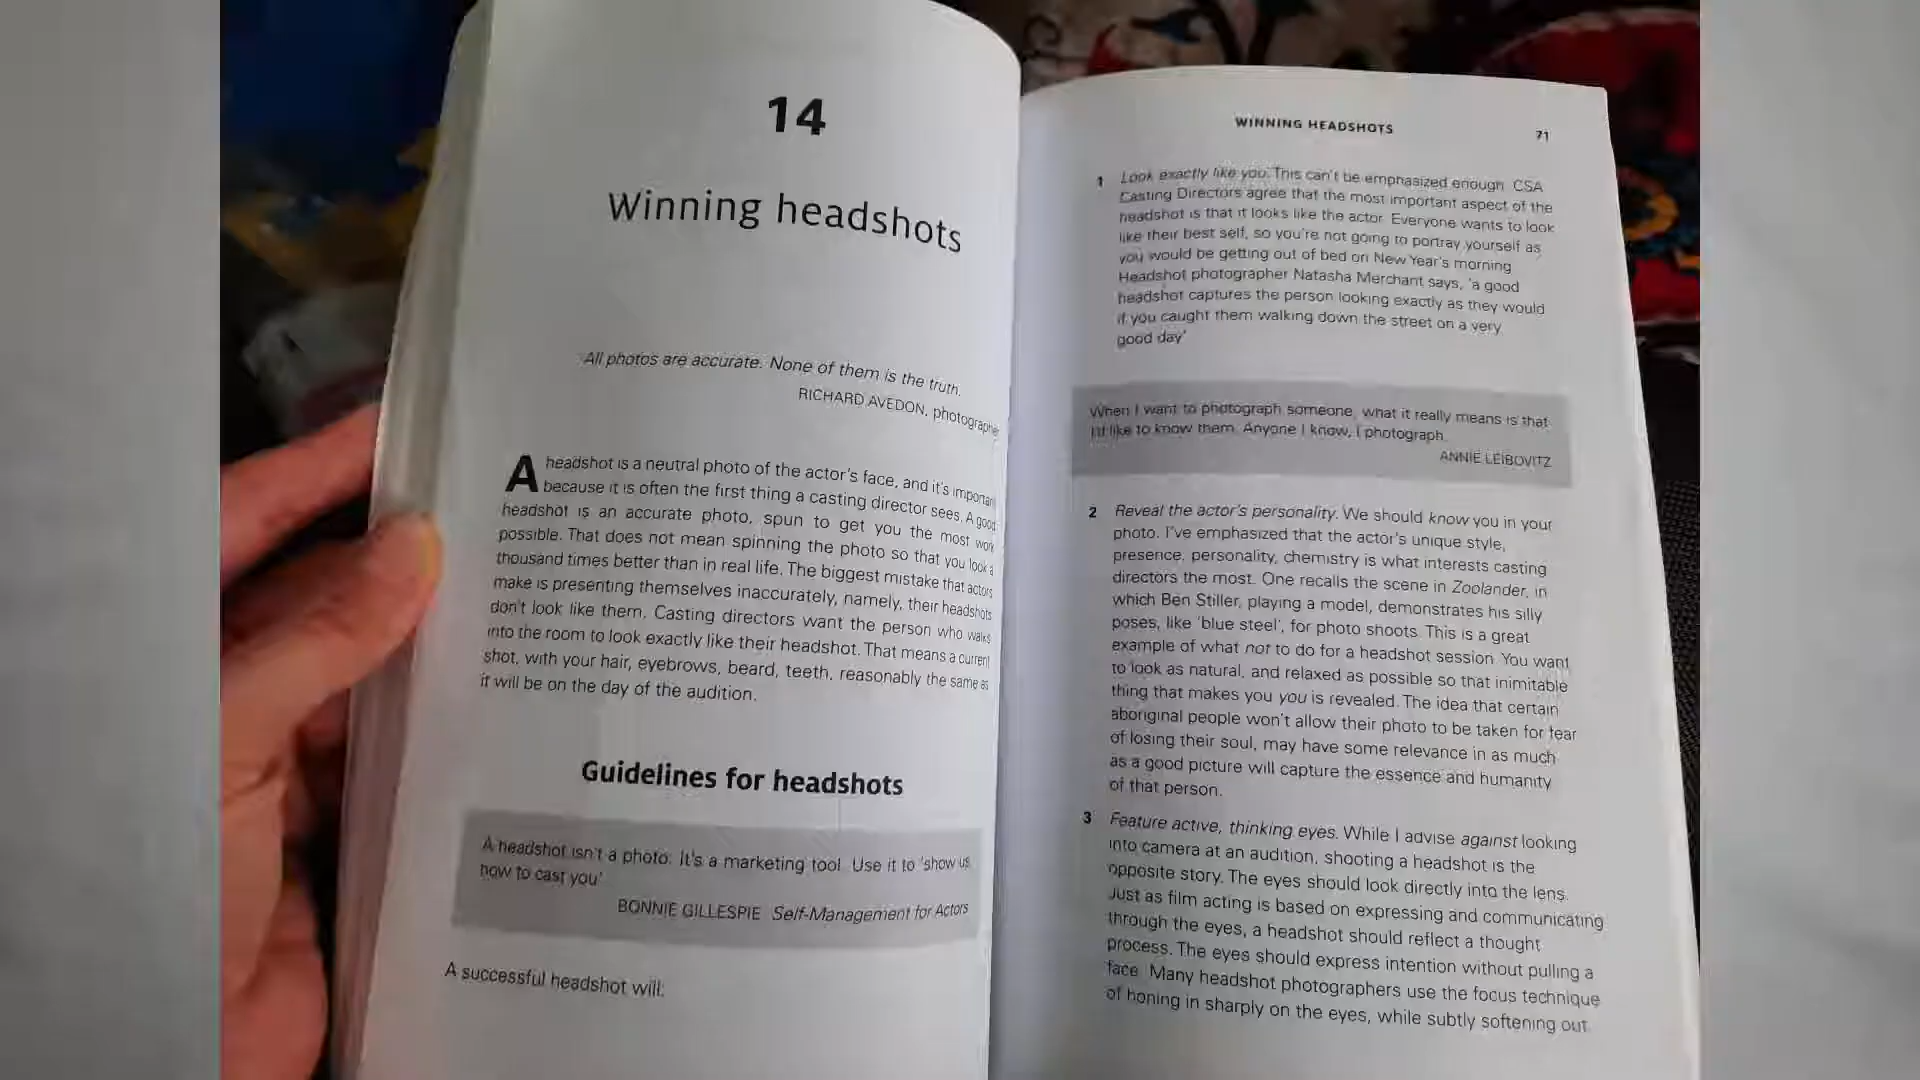 14
Winning headshots
All photos are accurate. None of them is the truth.
RICHARD AVEDON, photographer
A headshot is a neutral photo of the actor's face, and it's important
because it is often the first thing a casting director sees. A good
headshot is an accurate photo, spun to get you the most work
possible. That does not mean spinning the photo so that you look a
thousand times better than in real life. The biggest mistake that actors
make is presenting themselves inaccurately, namely, their headshots
don't look like them. Casting directors want the person who walks
into the room to look exactly like their headshot. That means a current
shot, with your hair, eyebrows, beard, teeth, reasonably the same as
it will be on the day of the audition.
Guidelines for headshots
A headshot isn't a photo. It's a marketing tool. Use it to 'show us
how to cast you'
BONNIE GILLESPIE Self-Management for Actors
A successful headshot will:
WINNING HEADSHOTS 71
1 Look exactly like you. This can't be emphasized enough. CSA
Casting Directors agree that the most important aspect of the
headshot is that it looks like the actor. Everyone wants to look
like their best self, so you're not going to portray yourself as
you would be getting out of bed on New Year's morning.
Headshot photographer Natasha Merchant says, 'a good
headshot captures the person looking exactly as they would
if you caught them walking down the street on a very
good day'
When I want to photograph someone, what it really means is that
I'd like to know them. Anyone I know, I photograph.
ANNIE LEIBOVITZ
2 Reveal the actor's personality. We should know you in your
photo. I've emphasized that the actor's unique style,
presence, personality, chemistry is what interests casting
directors the most. One recalls the scene in Zoolander, in
which Ben Stiller, playing a model, demonstrates his silly
poses, like 'blue steel', for photo shoots. This is a great
example of what not to do for a headshot session. You want
to look as natural, and relaxed as possible so that inimitable
thing that makes you you is revealed. The idea that certain
aboriginal people won't allow their photo to be taken for fear
of losing their soul, may have some relevance in as much
as a good picture will capture the essence and humanity
of that person.
3 Feature active, thinking eyes. While I advise against looking
into camera at an audition, shooting a headshot is the
opposite story. The eyes should look directly into the lens.
Just as film acting is based on expressing and communicating
through the eyes, a headshot should reflect a thought
process. The eyes should express intention without pulling a
face. Many headshot photographers use the focus technique
of honing in sharply on the eyes, while subtly softening out